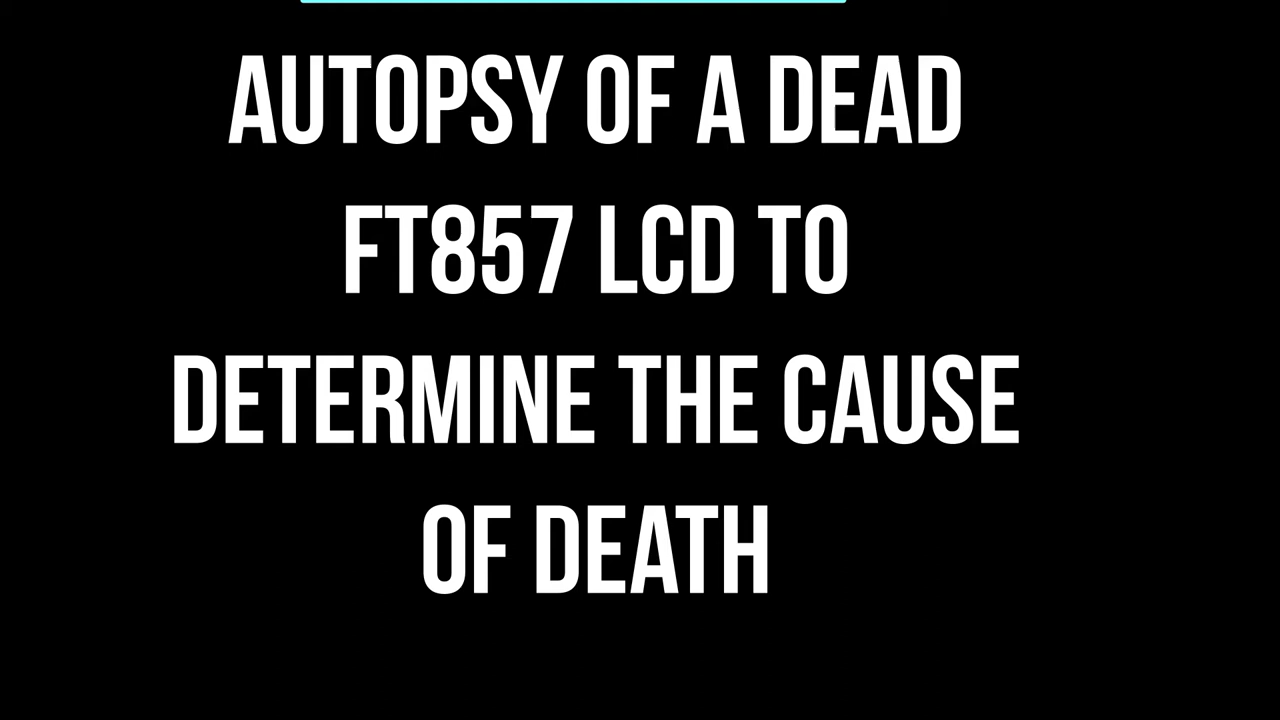 AUTOPSY OF A DEAD
FT857 LCD TO
DETERMINE THE CAUSE
OF DEATH